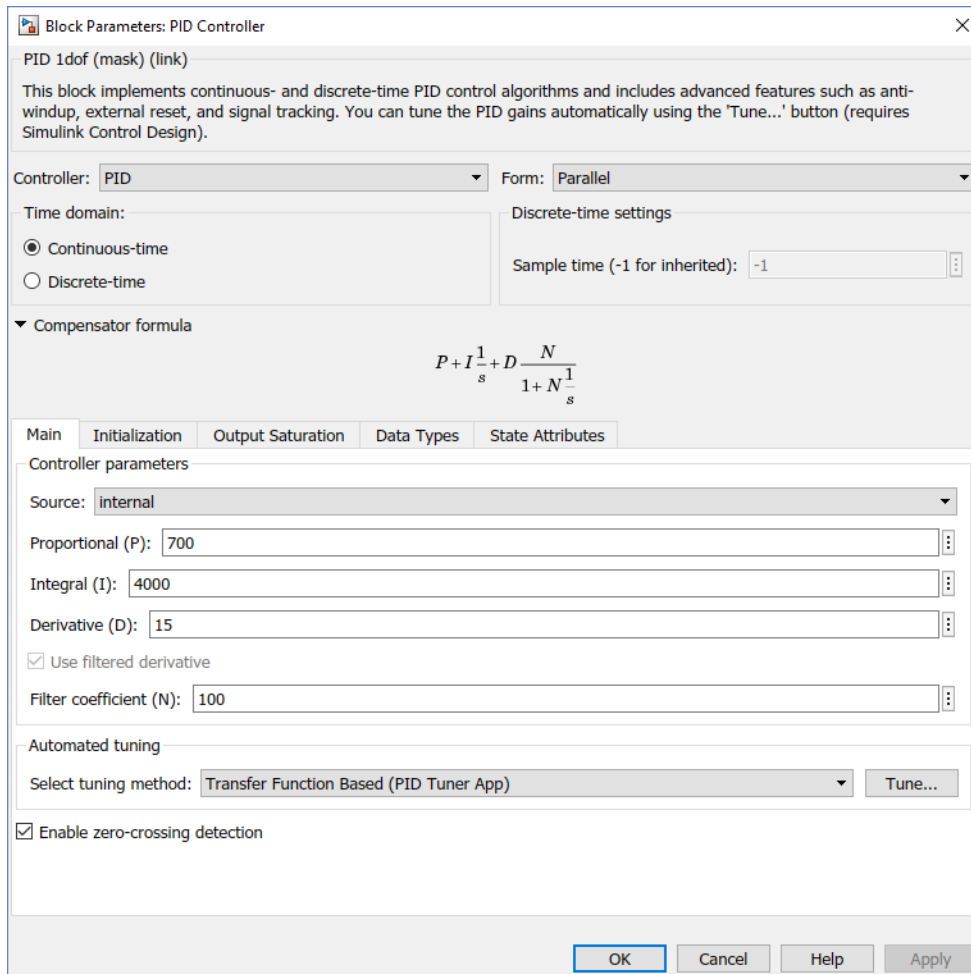 Block Parameters: PID Controller
PID 1dof (mask) (link)
This block implements continuous- and discrete-time PID control algorithms and includes advanced features such as anti-
windup, external reset, and signal tracking. You can tune the PID gains automatically using the 'Tune...' button (requires
Simulink Control Design).
Controller: PID Form: Parallel
Time domain:
Continuous-time
Discrete-time
Discrete-time settings
Sample time (-1 for inherited): -1
Compensator formula
P + I 1/s + D N/(1 + N 1/s)
Main Initialization Output Saturation Data Types State Attributes
Controller parameters
Source: internal
Proportional (P): 700
Integral (I): 4000
Derivative (D): 15
Use filtered derivative
Filter coefficient (N): 100
Automated tuning
Select tuning method: Transfer Function Based (PID Tuner App) Tune...
Enable zero-crossing detection
OK Cancel Help Apply